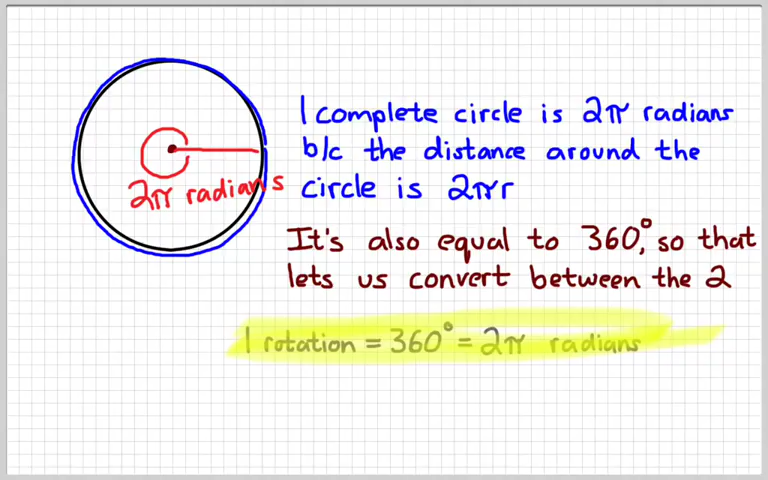 1 complete circle is 2π radians
b/c the distance around the
circle is 2πr
2π radians
It's also equal to 360°, so that
lets us convert between the 2
1 rotation = 360° = 2π radians